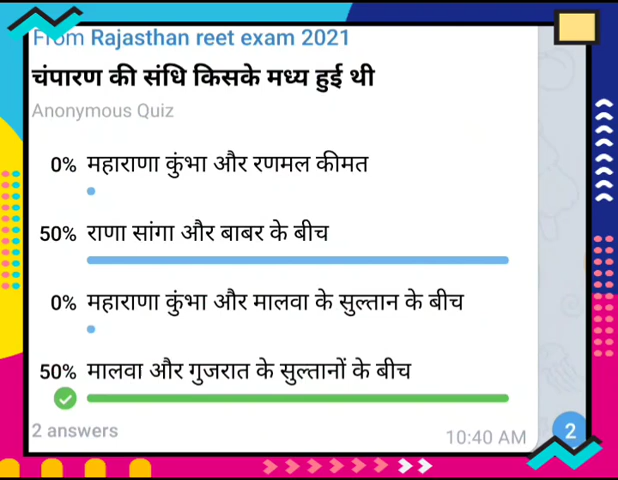 From Rajasthan reet exam 2021
चंपारण की संधि किसके मध्य हुई थी
Anonymous Quiz
0% महाराणा कुंभा और रणमल कीमत
50% राणा सांगा और बाबर के बीच
0% महाराणा कुंभा और मालवा के सुल्तान के बीच
50% मालवा और गुजरात के सुल्तानों के बीच
2 answers
10:40 AM
2